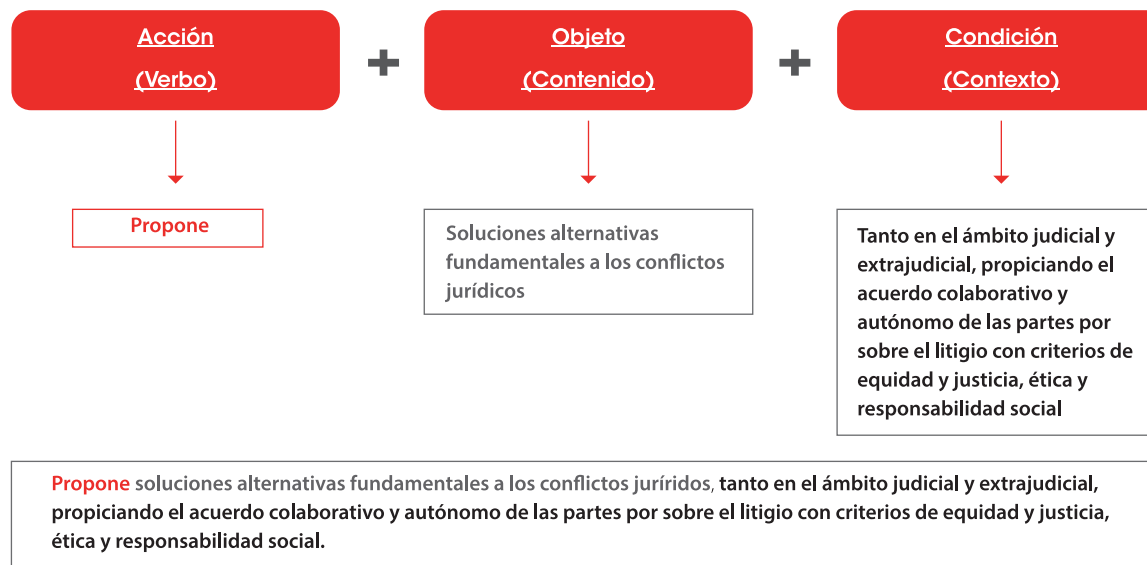 Acción
(Verbo)
+
Objeto
(Contenido)
+
Condición
(Contexto)
Propone
Soluciones alternativas
fundamentales a los conflictos
jurídicos
Tanto en el ámbito judicial y
extrajudicial, propiciando el
acuerdo colaborativo y
autónomo de las partes por
sobre el litigio con criterios de
equidad y justicia, ética y
responsabilidad social
Propone soluciones alternativas fundamentales a los conflictos juríridos, tanto en el ámbito judicial y extrajudicial,
propiciando el acuerdo colaborativo y autónomo de las partes por sobre el litigio con criterios de equidad y justicia,
ética y responsabilidad social.